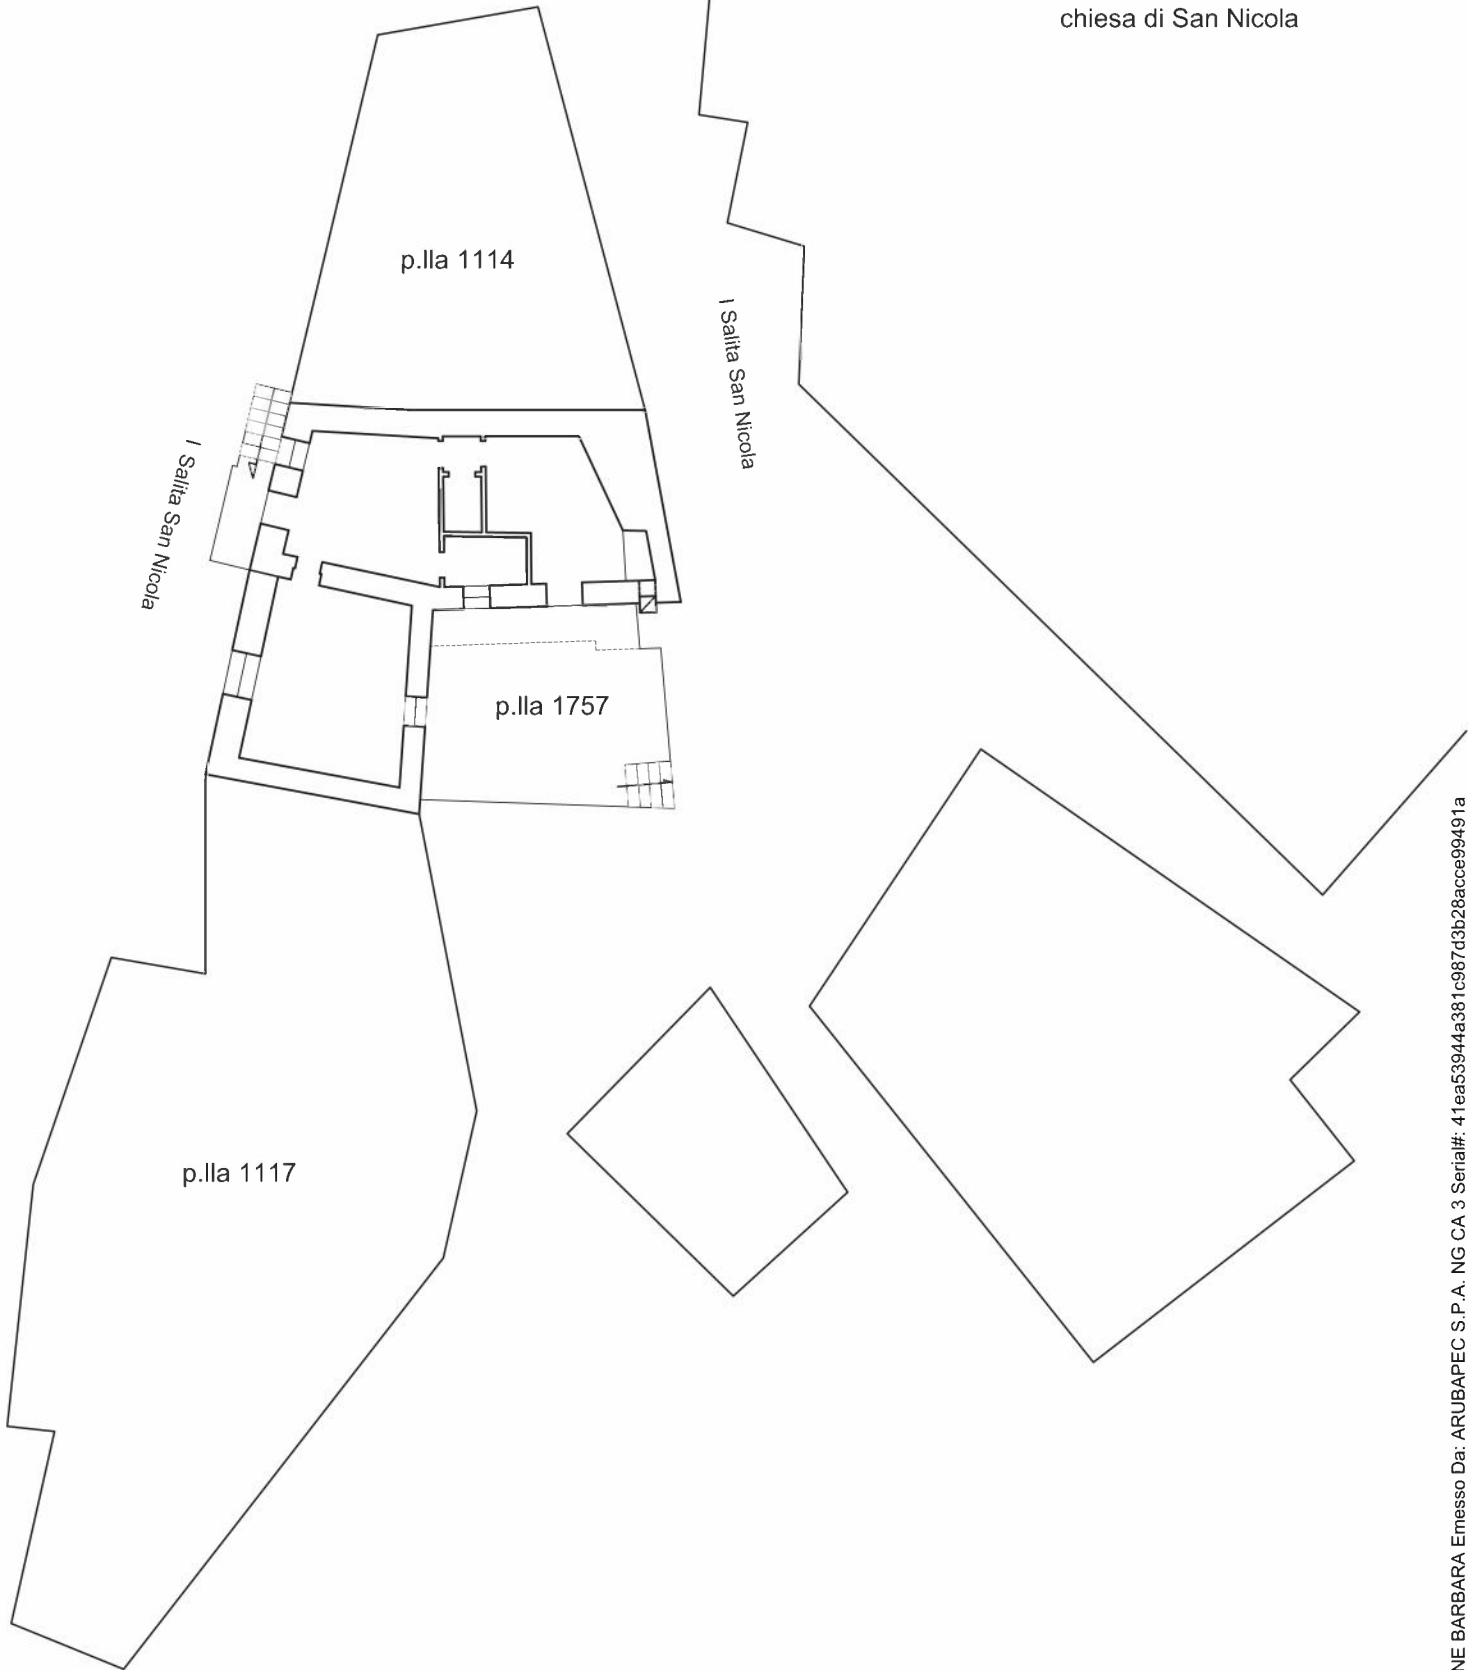 chiesa di San Nicola
p.lla 1114
I Salita San Nicola
I Salita San Nicola
p.lla 1757
p.lla 1117
NE BARBARA Emesso Da: ARUBAPEC S.P.A. NG CA 3 Serial#: 41ea53944a381c987d3b28acce99491a